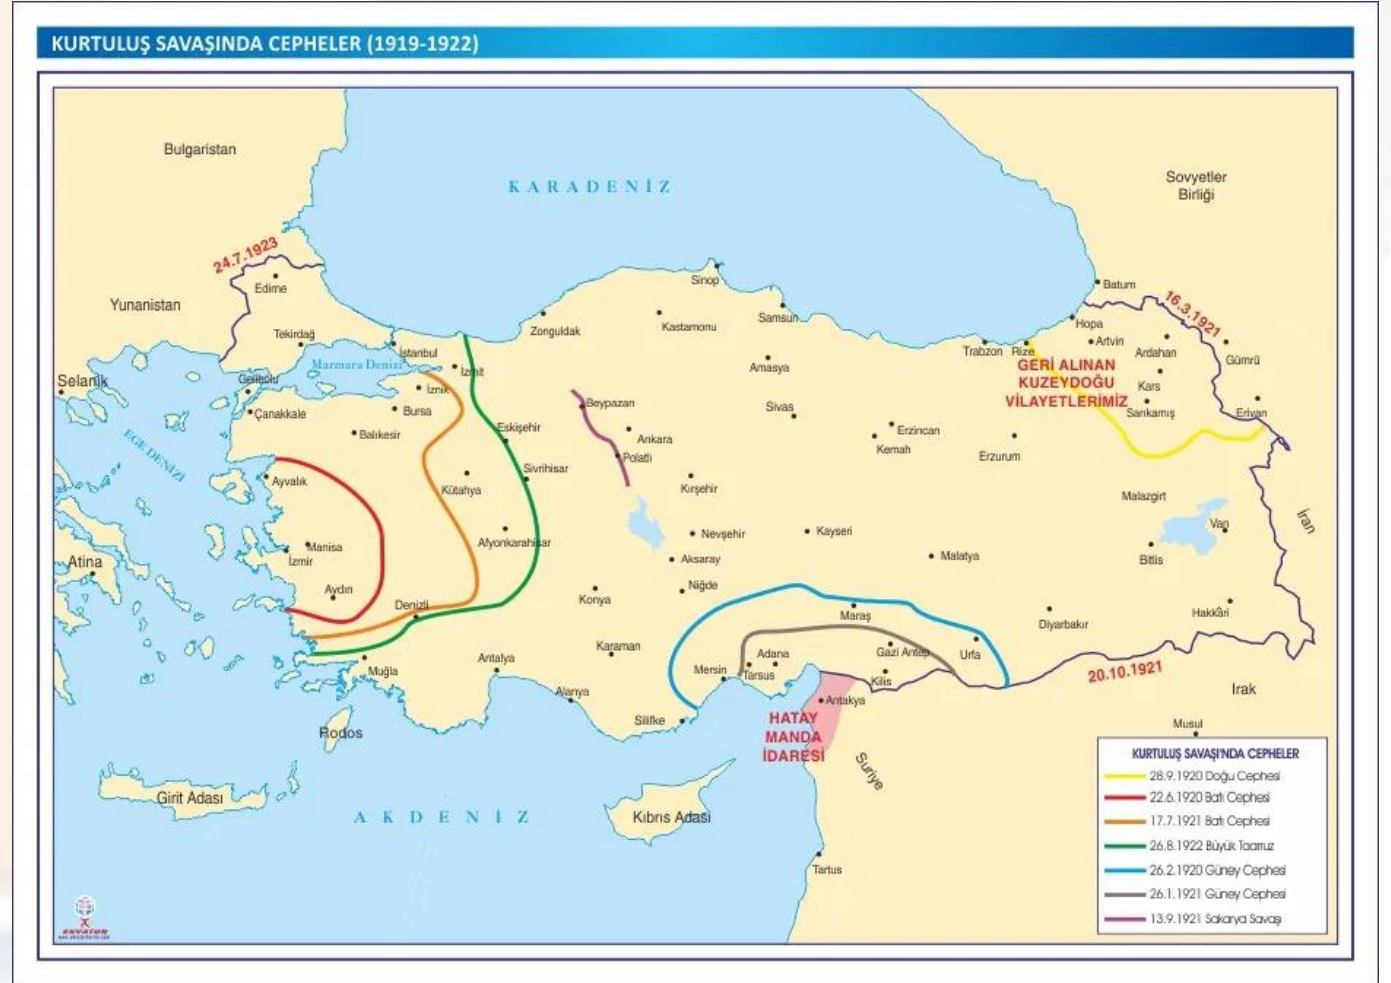 KURTULUŞ SAVAŞINDA CEPHELER (1919-1922)
Bulgaristan
KARADENİZ
Sovyetler
Birliği
24.7.1923
Edirne
Yunanistan
Sinop
Batum
16.3.1921
Tekirdağ
Zonguldak
Kastamonu
Samsun
Hopa
Artvin
Ardahan
Gümrü
İstanbul
Marmara Denizi
İzmit
Trabzon
Rize
GERİ ALINAN
KUZEYDOĞU
VİLAYETLERİMİZ
Amasya
Kars
Selanik
Gelibolu
İznik
Çanakkale
Bursa
Beypazarı
Sivas
Sarıkamış
Erivan
Balıkesir
Eskişehir
Ankara
Erzincan
EGE DENİZİ
Polatlı
Kemah
Erzurum
Ayvalık
Kütahya
Sivrihisar
Kırşehir
Malazgirt
İran
Manisa
İzmir
Afyonkarahisar
Nevşehir
Kayseri
Van
Atina
Aksaray
Malatya
Bitlis
Aydın
Denizli
Konya
Niğde
Maraş
Diyarbakır
Hakkâri
Karaman
Gazi Antep
Urfa
Muğla
Antalya
Mersin
Adana
Tarsus
Kilis
20.10.1921
Alanya
Silifke
Antakya
Irak
HATAY
MANDA
İDARESİ
Rodos
Musul
Suriye
Girit Adası
AKDENİZ
Kıbrıs Adası
Tartus
KURTULUŞ SAVAŞI'NDA CEPHELER
28.9.1920 Doğu Cephesi
22.6.1920 Batı Cephesi
17.7.1921 Batı Cephesi
26.8.1922 Büyük Taarruz
26.2.1920 Güney Cephesi
26.1.1921 Güney Cephesi
13.9.1921 Sakarya Savaşı
EKVATOR